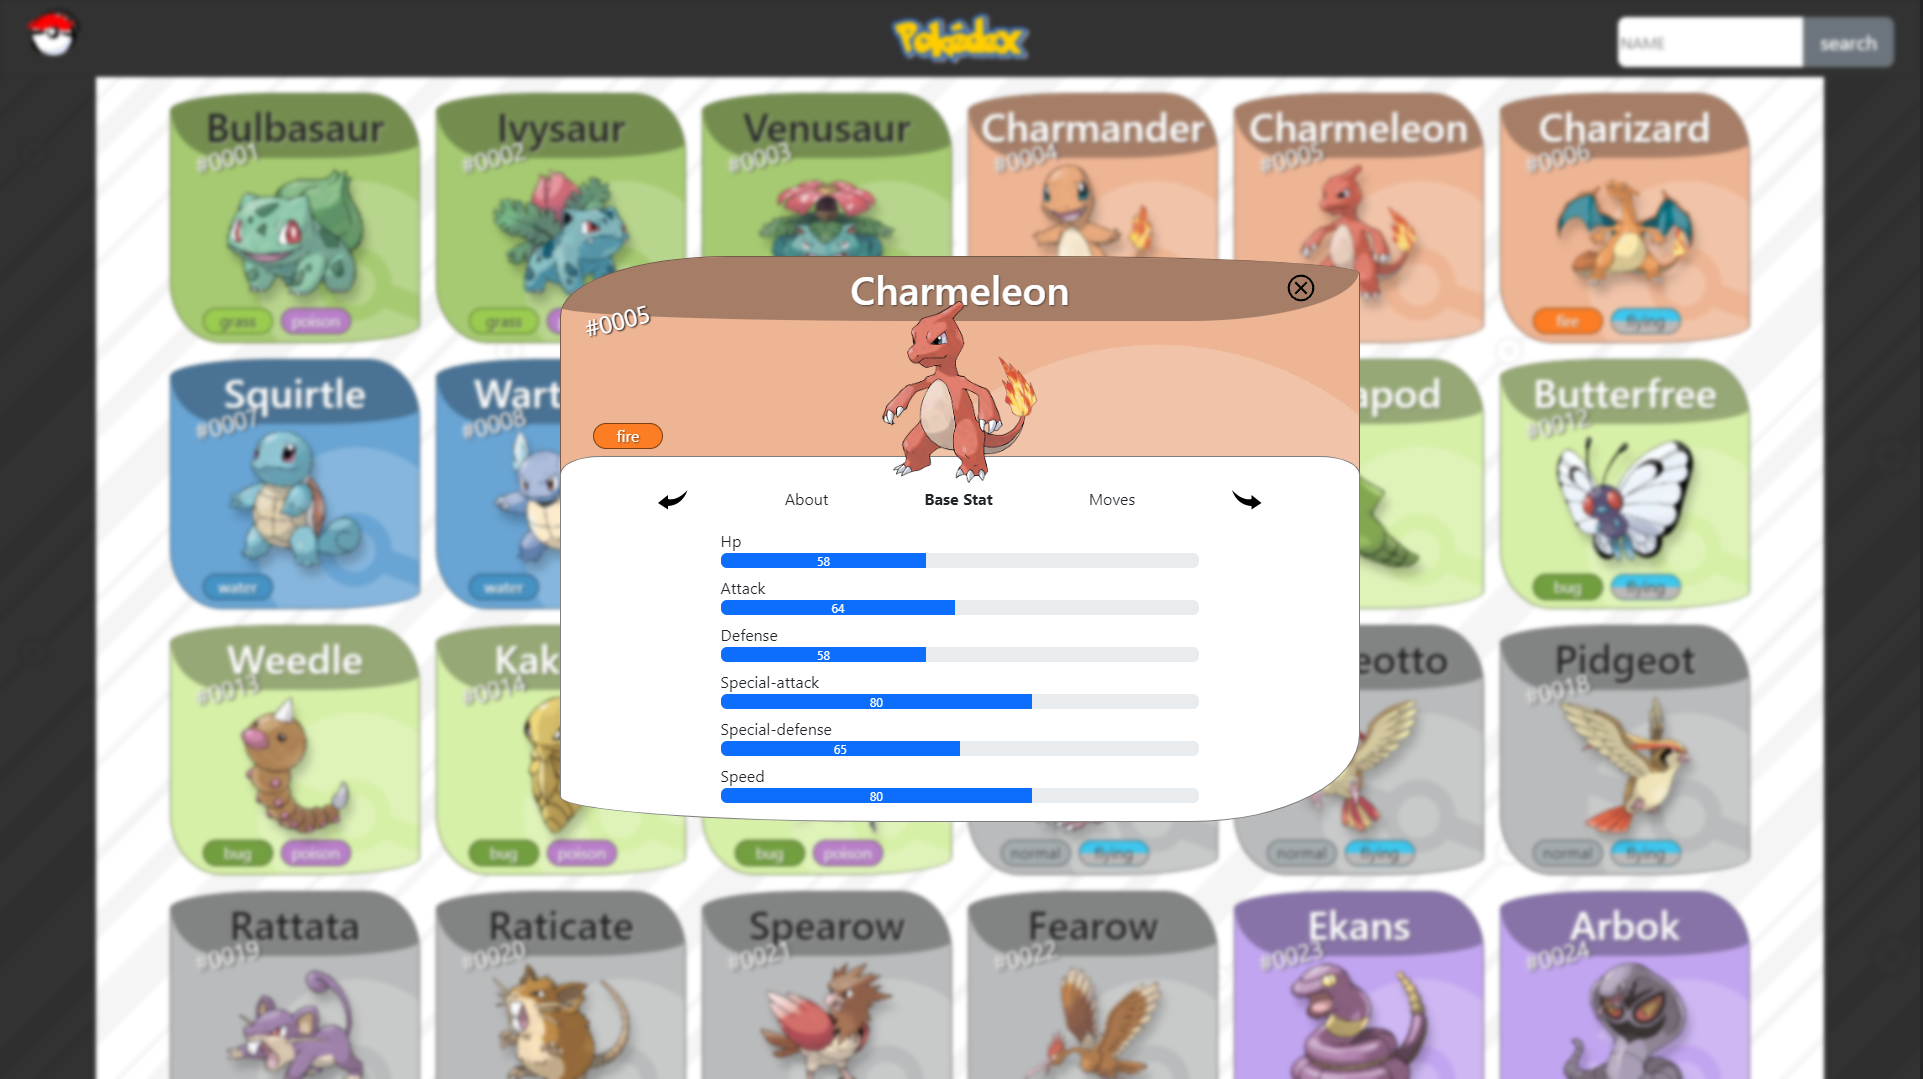 Pokédex
NAME
search
Bulbasaur
#0001
grass
poison
Ivysaur
#0002
grass
Venusaur
#0003
Charmander
#0004
Charmeleon
#0005
Charizard
#0006
fire
flying
Charmeleon
#0005
fire
About
Base Stat
Moves
Hp
58
Attack
64
Defense
58
Special-attack
80
Special-defense
65
Speed
80
Squirtle
#0007
water
Wart
#0008
water
apod
Butterfree
#0012
bug
flying
Weedle
#0013
bug
poison
Kak
#0014
bug
poison
bug
poison
normal
flying
eotto
normal
flying
Pidgeot
#0018
normal
flying
Rattata
#0019
Raticate
#0020
Spearow
#0021
Fearow
#0022
Ekans
#0023
Arbok
#0024